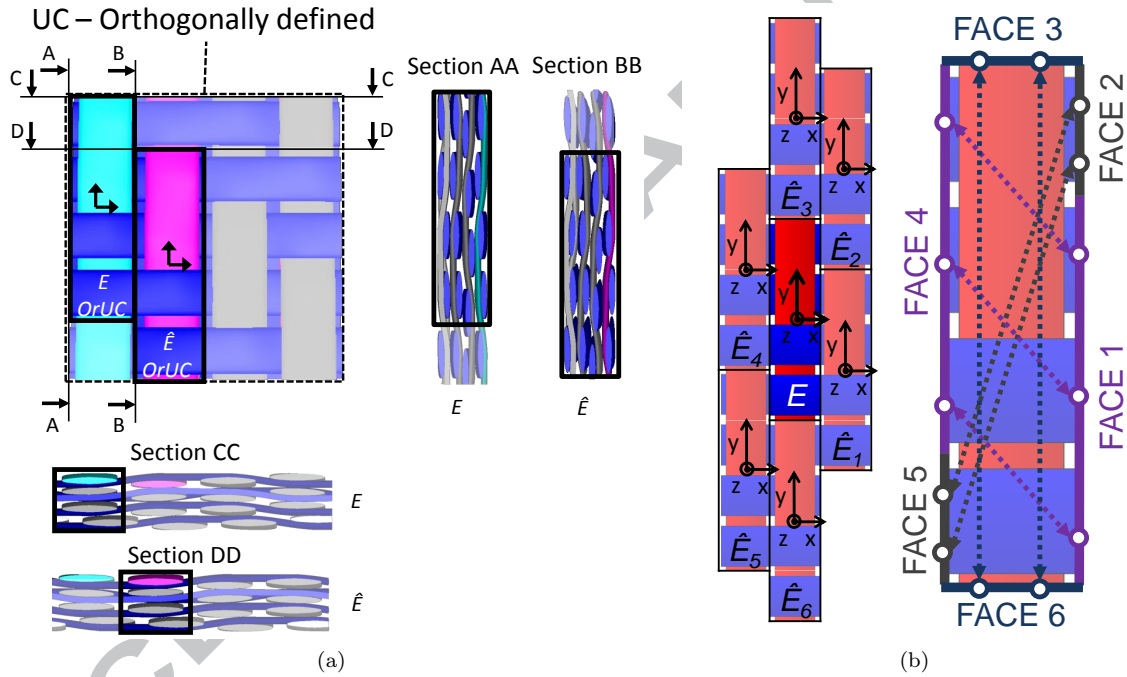 UC – Orthogonally defined
A
B
C
C
D
D
E
OrUC
Ê
OrUC
A
B
Section AA
Section BB
E
Ê
Section CC
E
Section DD
Ê
(a)
y
z
x
y
z
x
Ê3
y
z
x
Ê2
y
z
x
Ê4
y
z
x
E
Ê1
y
z
x
y
z
x
Ê5
Ê6
FACE 3
FACE 2
FACE 4
FACE 1
FACE 5
FACE 6
(b)